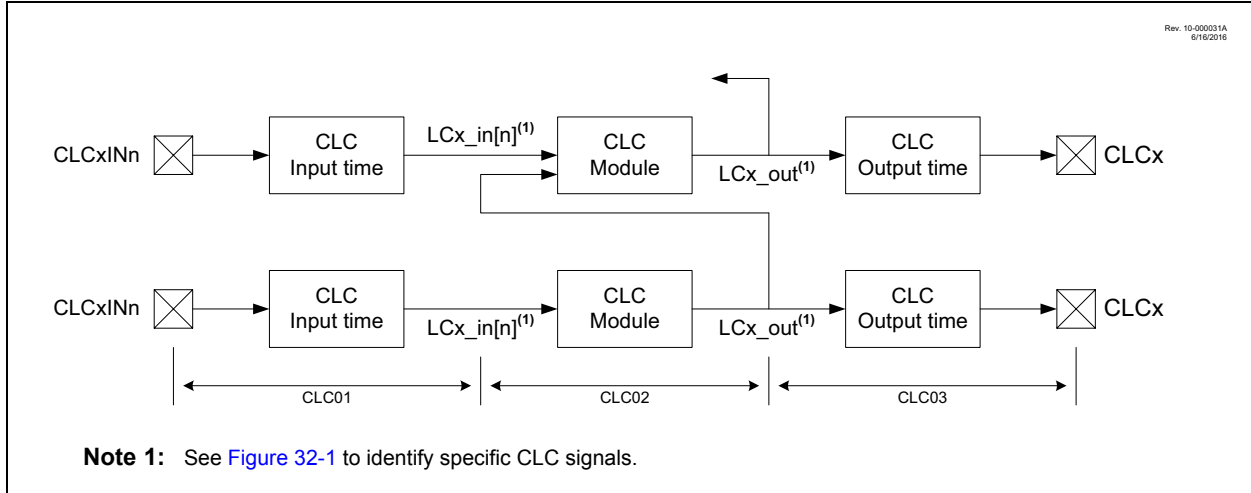 Rev. 10-000031A
6/16/2016
CLCxINn
CLC
Input time
LCx_in[n](1)
CLC
Module
LCx_out(1)
CLC
Output time
CLCx
CLCxINn
CLC
Input time
LCx_in[n](1)
CLC
Module
LCx_out(1)
CLC
Output time
CLCx
CLC01
CLC02
CLC03
Note 1: See Figure 32-1 to identify specific CLC signals.